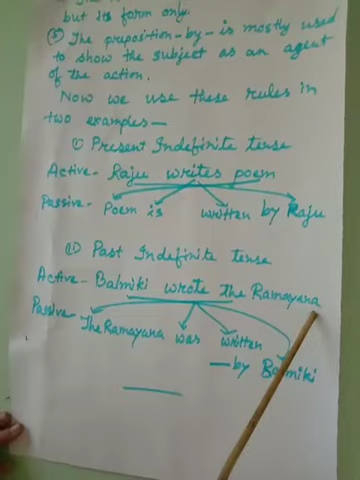 but its form only.
(5) The preposition-by-is mostly used
to show the subject as an agent
of the action.
Now we use these rules in
two examples—
(i) Present Indefinite tense
Active- Raju writes poem
Passive- Poem is written by Raju
(ii) Past Indefinite tense
Active- Balmiki wrote the Ramayana
Passive- The Ramayana was written
—by Balmiki